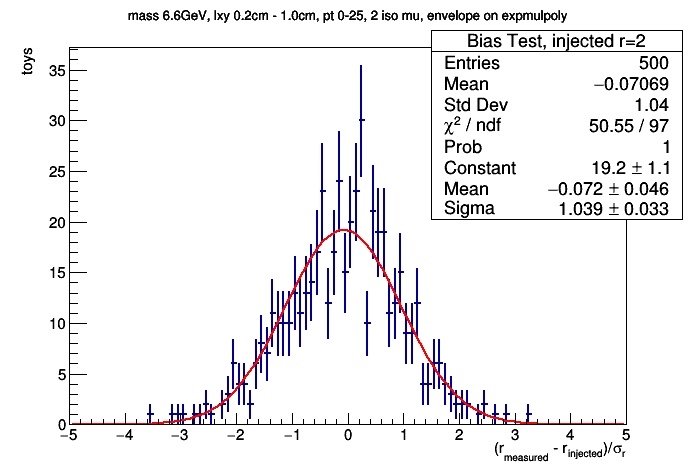 mass 6.6GeV, lxy 0.2cm - 1.0cm, pt 0-25, 2 iso mu, envelope on expmulpoly
toys
Bias Test, injected r=2
Entries 500
Mean −0.07069
Std Dev 1.04
χ² / ndf 50.55 / 97
Prob 1
Constant 19.2 ± 1.1
Mean −0.072 ± 0.046
Sigma 1.039 ± 0.033
35
30
25
20
15
10
5
0
−5 −4 −3 −2 −1 0 1 2 3 4 5
(r_measured - r_injected)/σ_r